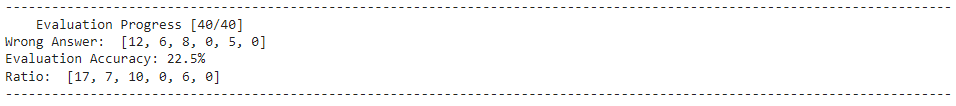 Evaluation Progress [40/40]
Wrong Answer:  [12, 6, 8, 0, 5, 0]
Evaluation Accuracy: 22.5%
Ratio:  [17, 7, 10, 0, 6, 0]